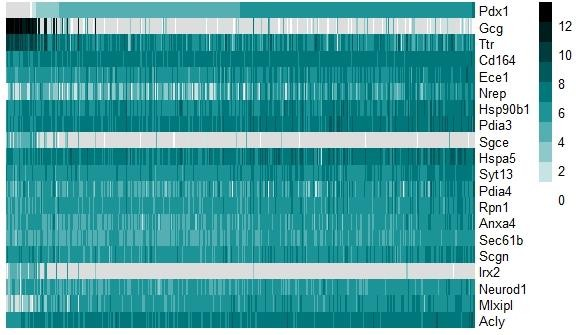 Pdx1
Gcg
Ttr
Cd164
Ece1
Nrep
Hsp90b1
Pdia3
Sgce
Hspa5
Syt13
Pdia4
Rpn1
Anxa4
Sec61b
Scgn
Irx2
Neurod1
Mlxipl
Acly
12
10
8
6
4
2
0